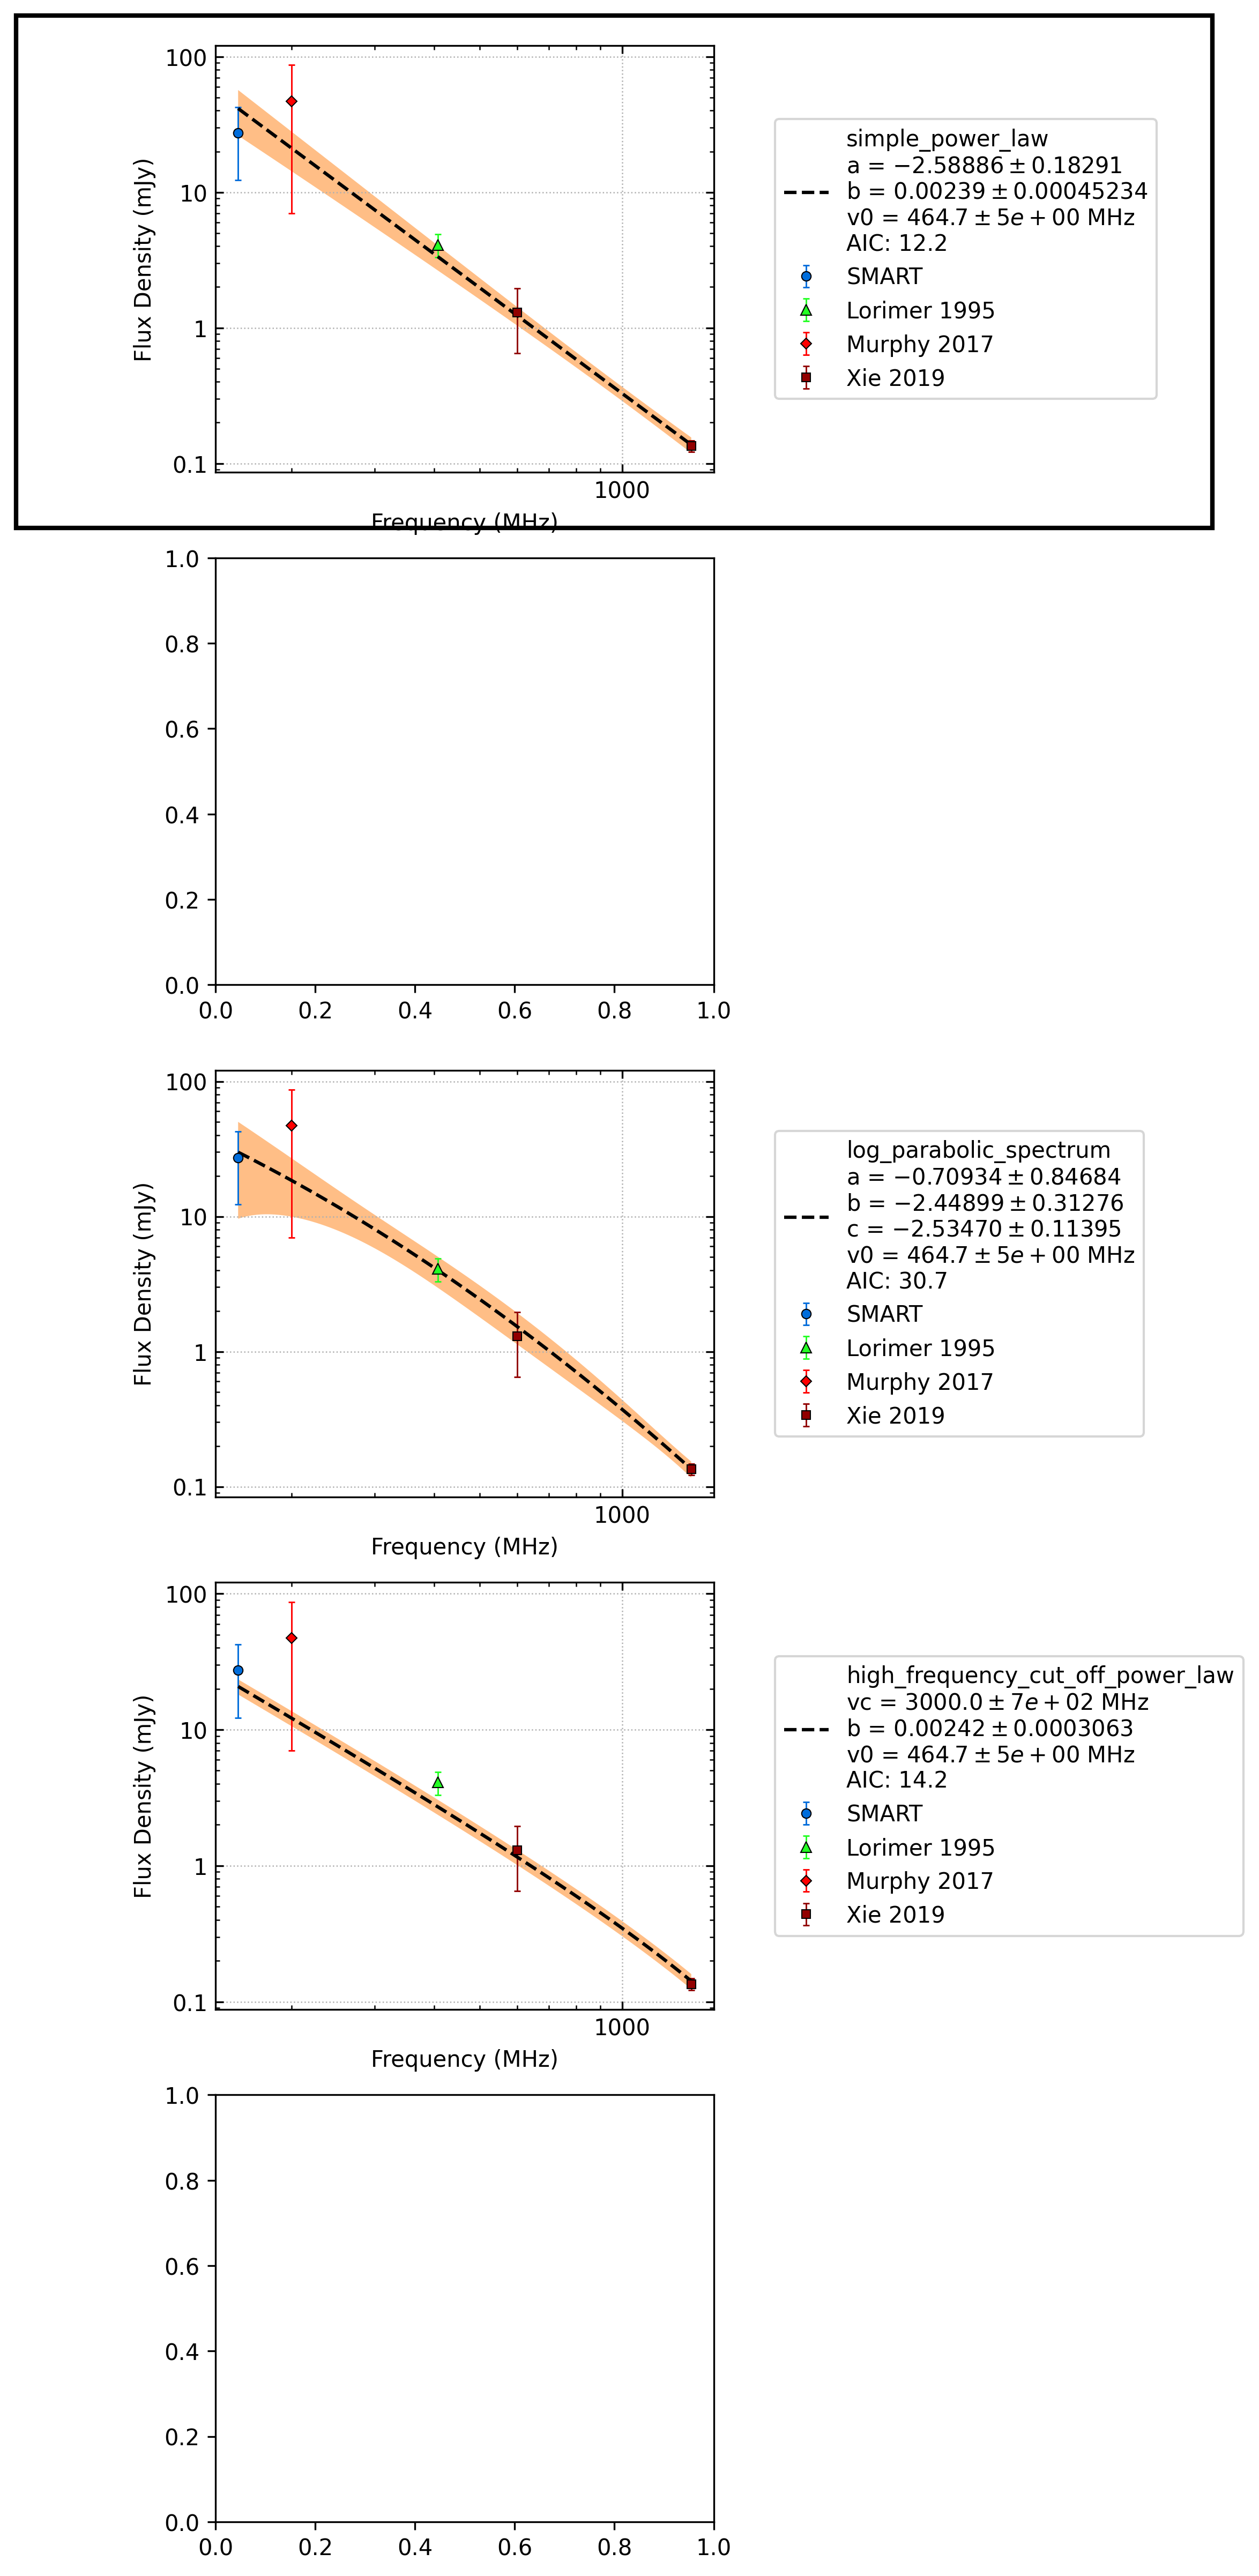 100
10
1
0.1
Flux Density (mJy)
1000
Frequency (MHz)
simple_power_law
a = −2.58886 ± 0.18291
b = 0.00239 ± 0.00045234
v0 = 464.7 ± 5e + 00 MHz
AIC: 12.2
SMART
Lorimer 1995
Murphy 2017
Xie 2019
1.0
0.8
0.6
0.4
0.2
0.0
0.0 0.2 0.4 0.6 0.8 1.0
100
10
1
0.1
Flux Density (mJy)
1000
Frequency (MHz)
log_parabolic_spectrum
a = −0.70934 ± 0.84684
b = −2.44899 ± 0.31276
c = −2.53470 ± 0.11395
v0 = 464.7 ± 5e + 00 MHz
AIC: 30.7
SMART
Lorimer 1995
Murphy 2017
Xie 2019
100
10
1
0.1
Flux Density (mJy)
1000
Frequency (MHz)
high_frequency_cut_off_power_law
vc = 3000.0 ± 7e + 02 MHz
b = 0.00242 ± 0.0003063
v0 = 464.7 ± 5e + 00 MHz
AIC: 14.2
SMART
Lorimer 1995
Murphy 2017
Xie 2019
1.0
0.8
0.6
0.4
0.2
0.0
0.0 0.2 0.4 0.6 0.8 1.0